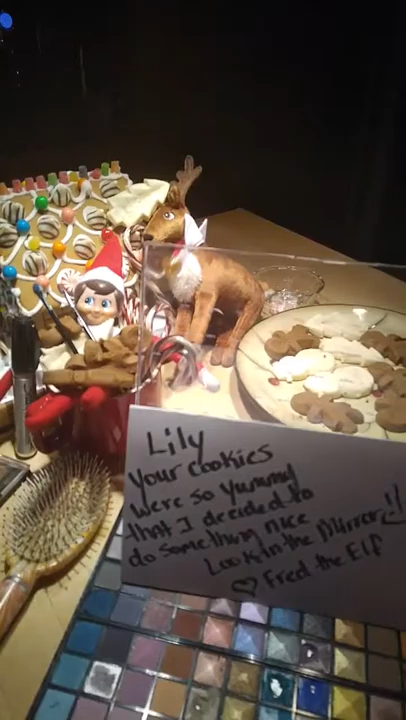 Lily
Your cookies
were so yummy
that I decided to
do something nice
Look in the Mirror!!
♡ Fred the Elf